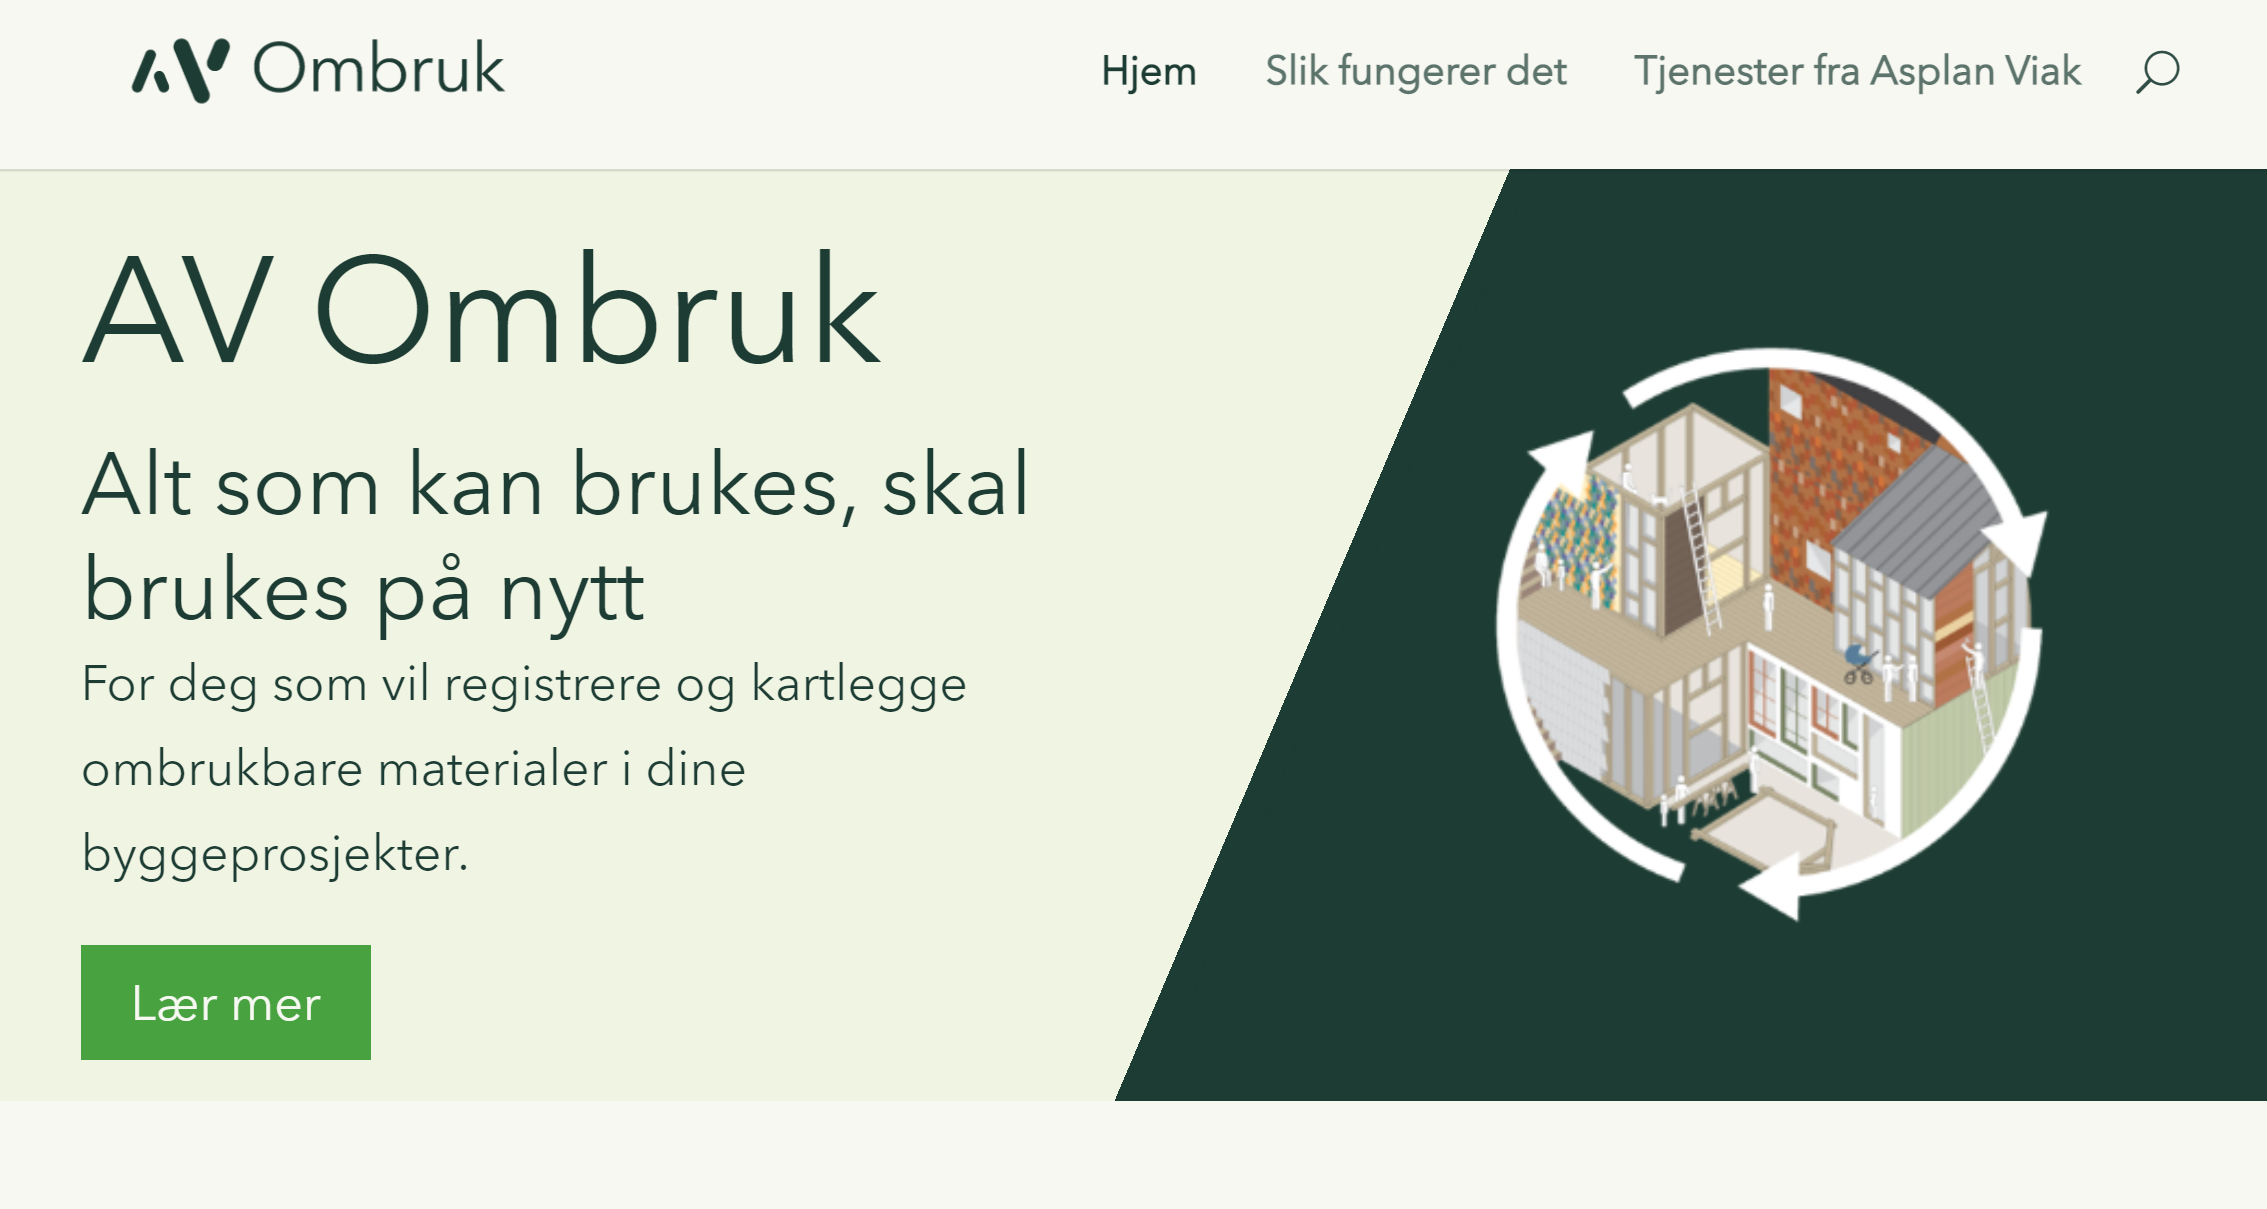 AV Ombruk
Hjem
Slik fungerer det
Tjenester fra Asplan Viak
AV Ombruk
Alt som kan brukes, skal
brukes på nytt
For deg som vil registrere og kartlegge
ombrukbare materialer i dine
byggeprosjekter.
Lær mer